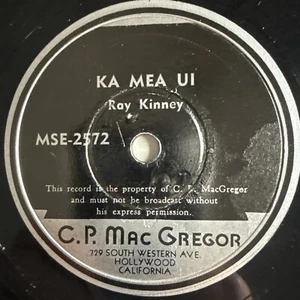 KA MEA UI
Ray Kinney
MSE-2572
This record is the property of C. P. MacGregor
and must not be broadcast without
his express permission.
C.P. MAC GREGOR
729 SOUTH WESTERN AVE.
HOLLYWOOD
CALIFORNIA